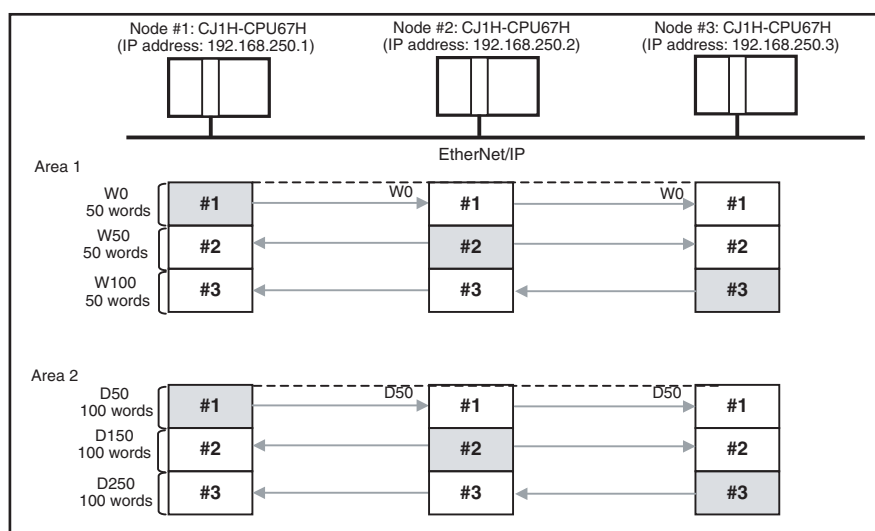 Node #1: CJ1H-CPU67H
(IP address: 192.168.250.1)
Node #2: CJ1H-CPU67H
(IP address: 192.168.250.2)
Node #3: CJ1H-CPU67H
(IP address: 192.168.250.3)
EtherNet/IP
Area 1
W0
50 words
#1
W0
#1
W0
#1
W50
50 words
#2
#2
#2
W100
50 words
#3
#3
#3
Area 2
D50
100 words
#1
D50
#1
D50
#1
D150
100 words
#2
#2
#2
D250
100 words
#3
#3
#3